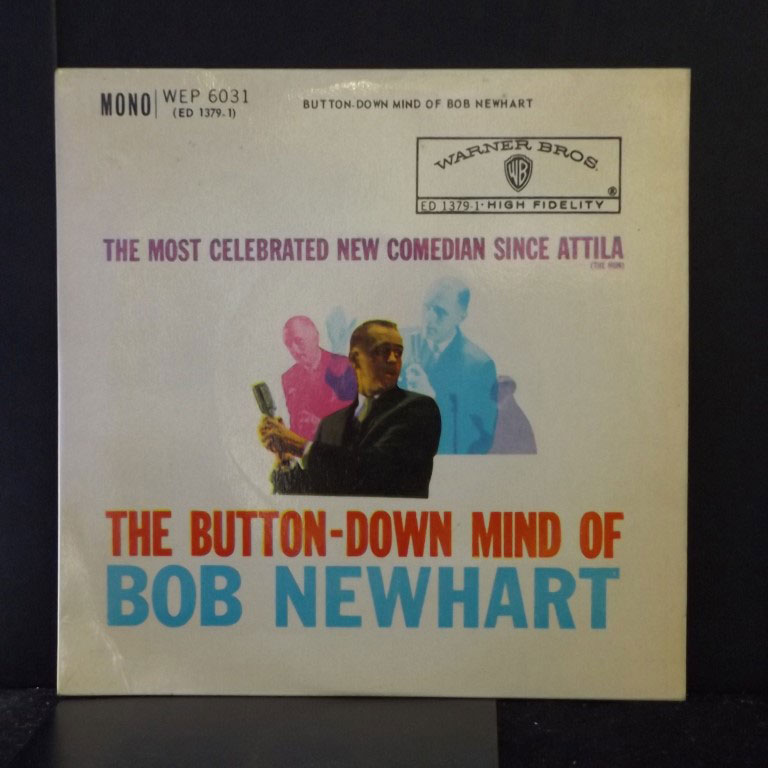 MONO WEP 6031
(ED 1379-1)
BUTTON-DOWN MIND OF BOB NEWHART
WARNER BROS.
WB
®
ED 1379-1·HIGH FIDELITY
THE MOST CELEBRATED NEW COMEDIAN SINCE ATTILA
(THE HUN)
THE BUTTON-DOWN MIND OF
BOB NEWHART